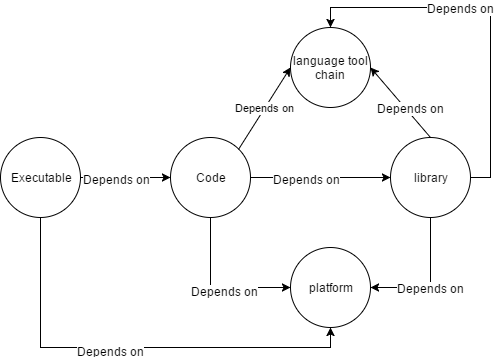 Depends on
language tool
chain
Depends on
Depends on
Executable
Depends on
Code
Depends on
library
Depends on
platform
Depends on
Depends on